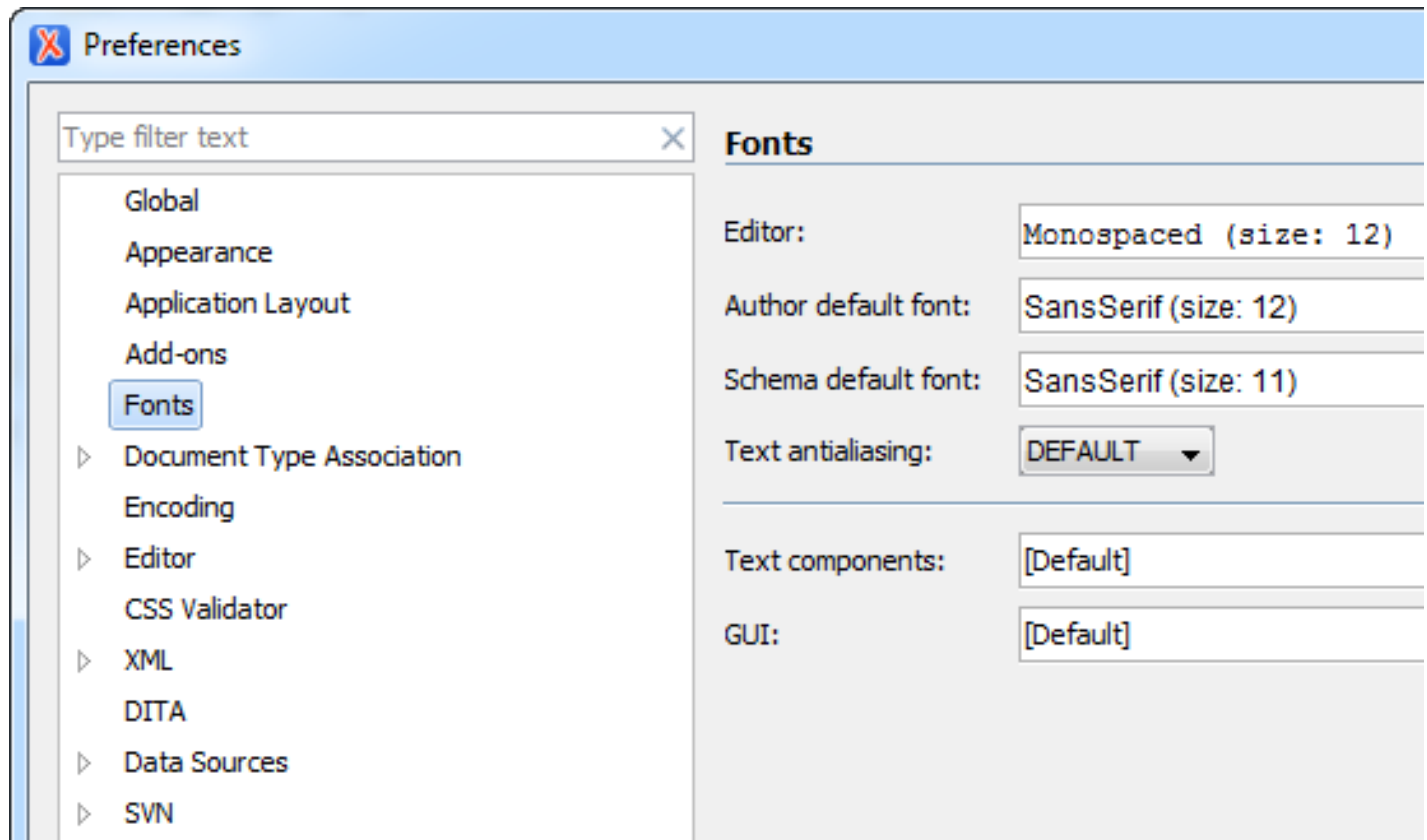 Preferences
Type filter text
Global
Appearance
Application Layout
Add-ons
Fonts
Document Type Association
Encoding
Editor
CSS Validator
XML
DITA
Data Sources
SVN
Fonts
Editor: Monospaced (size: 12)
Author default font: SansSerif (size: 12)
Schema default font: SansSerif (size: 11)
Text antialiasing: DEFAULT
Text components: [Default]
GUI: [Default]